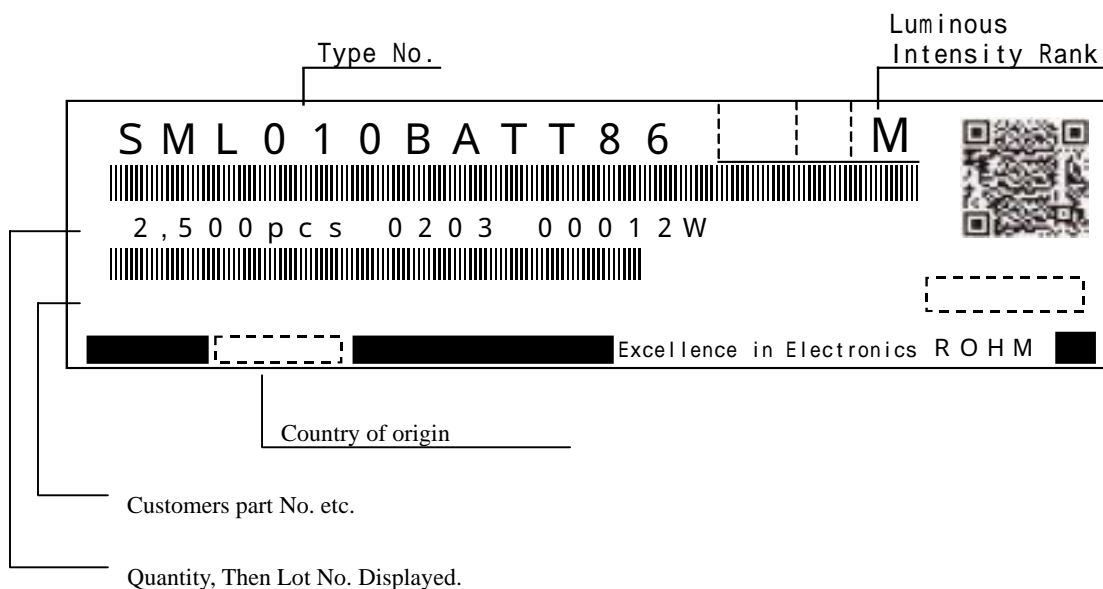 Type No.
Luminous
Intensity Rank
SML010BATT86 M
2,500pcs 0203 00012W
Excellence in Electronics ROHM
Country of origin
Customers part No. etc.
Quantity, Then Lot No. Displayed.